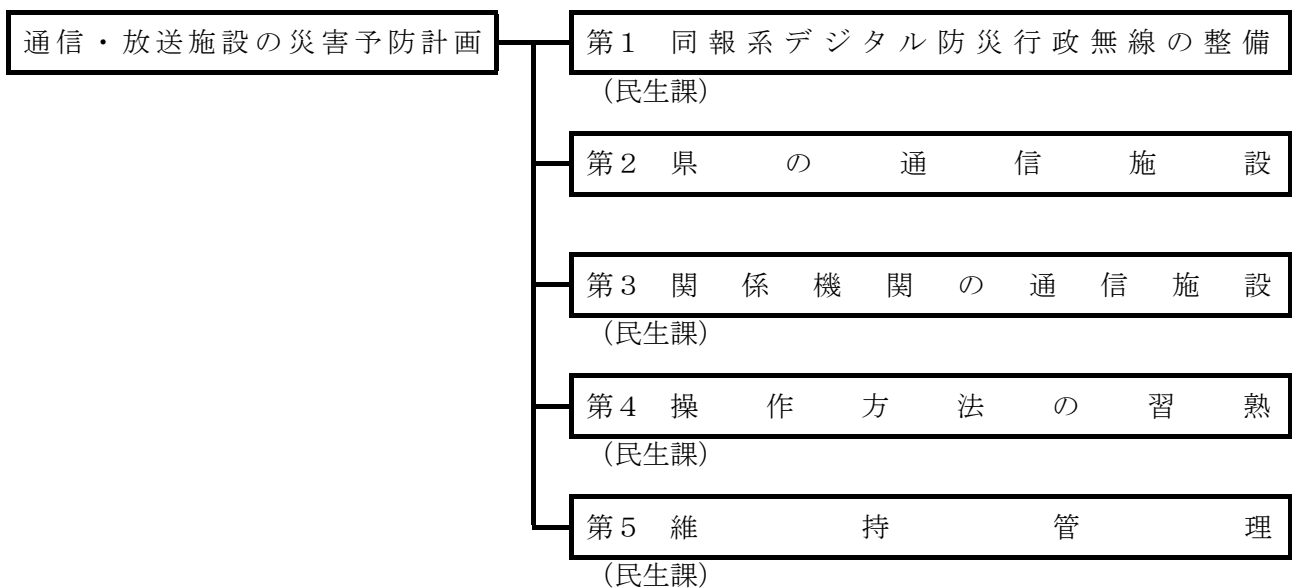 通信・放送施設の災害予防計画
第1 同報系デジタル防災行政無線の整備
（民生課）
第2 県の通信施設
第3 関係機関の通信施設
（民生課）
第4 操作方法の習熟
（民生課）
第5 維持管理
（民生課）